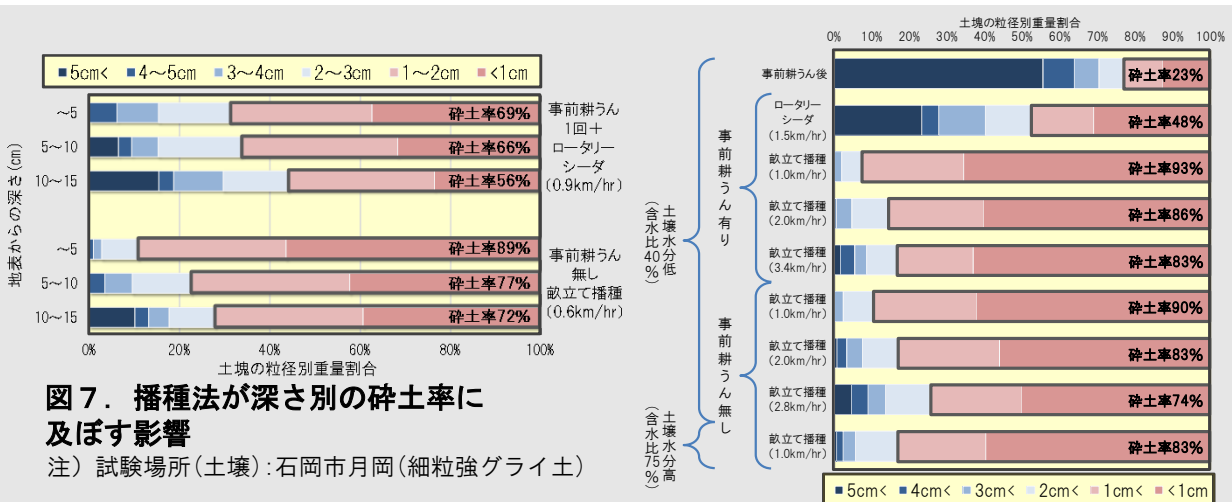 ■5cm< ■4～5cm ■3～4cm ■2～3cm ■1～2cm ■<1cm
地表からの深さ(cm)
～5
砕土率69%
5～10
砕土率66%
10～15
砕土率56%
事前耕うん
1回＋
ロータリー
シーダ
(0.9km/hr)
～5
砕土率89%
5～10
砕土率77%
10～15
砕土率72%
事前耕うん
無し
畝立て播種
(0.6km/hr)
0% 20% 40% 60% 80% 100%
土塊の粒径別重量割合
図７．播種法が深さ別の砕土率に
及ぼす影響
注）試験場所(土壌)：石岡市月岡(細粒強グライ土)
土塊の粒径別重量割合
0% 10% 20% 30% 40% 50% 60% 70% 80% 90% 100%
土壌水分低
(含水比40%)
土壌水分高
(含水比75%)
事前耕うん有り
事前耕うん無し
事前耕うん後
砕土率23%
ロータリー
シーダ
(1.5km/hr)
砕土率48%
畝立て播種
(1.0km/hr)
砕土率93%
畝立て播種
(2.0km/hr)
砕土率86%
畝立て播種
(3.4km/hr)
砕土率83%
畝立て播種
(1.0km/hr)
砕土率90%
畝立て播種
(2.0km/hr)
砕土率83%
畝立て播種
(2.8km/hr)
砕土率74%
畝立て播種
(1.0km/hr)
砕土率83%
■5cm< ■4cm< ■3cm< ■2cm< ■1cm< ■<1cm